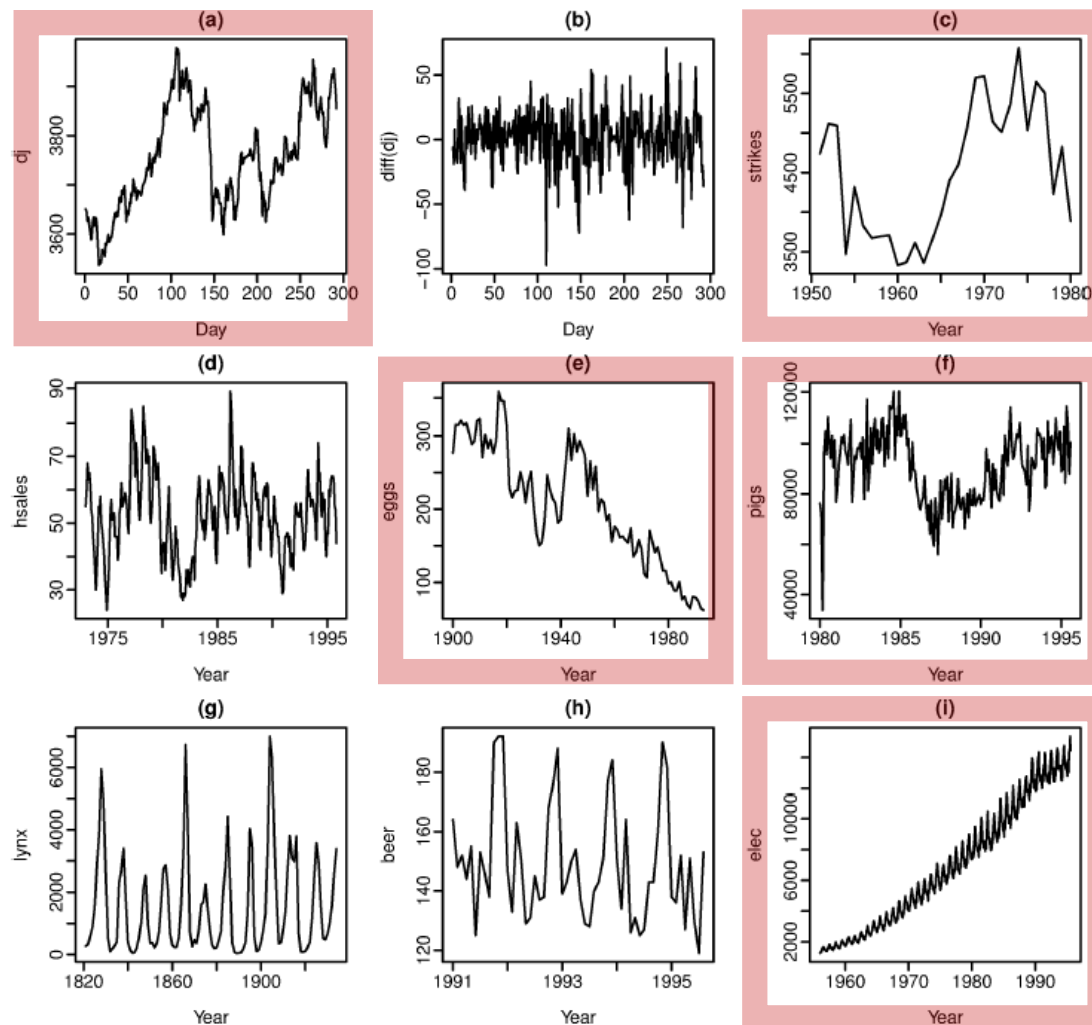 (a)
dj
3600 3800
0 50 100 150 200 250 300
Day
(b)
diff(dj)
−100 −50 0 50
0 50 100 150 200 250 300
Day
(c)
strikes
3500 4500 5500
1950 1960 1970 1980
Year
(d)
hsales
30 50 70 90
1975 1985 1995
Year
(e)
eggs
100 200 300
1900 1940 1980
Year
(f)
pigs
40000 80000 120000
1980 1985 1990 1995
Year
(g)
lynx
0 2000 4000 6000
1820 1860 1900
Year
(h)
beer
120 140 160 180
1991 1993 1995
Year
(i)
elec
2000 6000 10000
1960 1970 1980 1990
Year